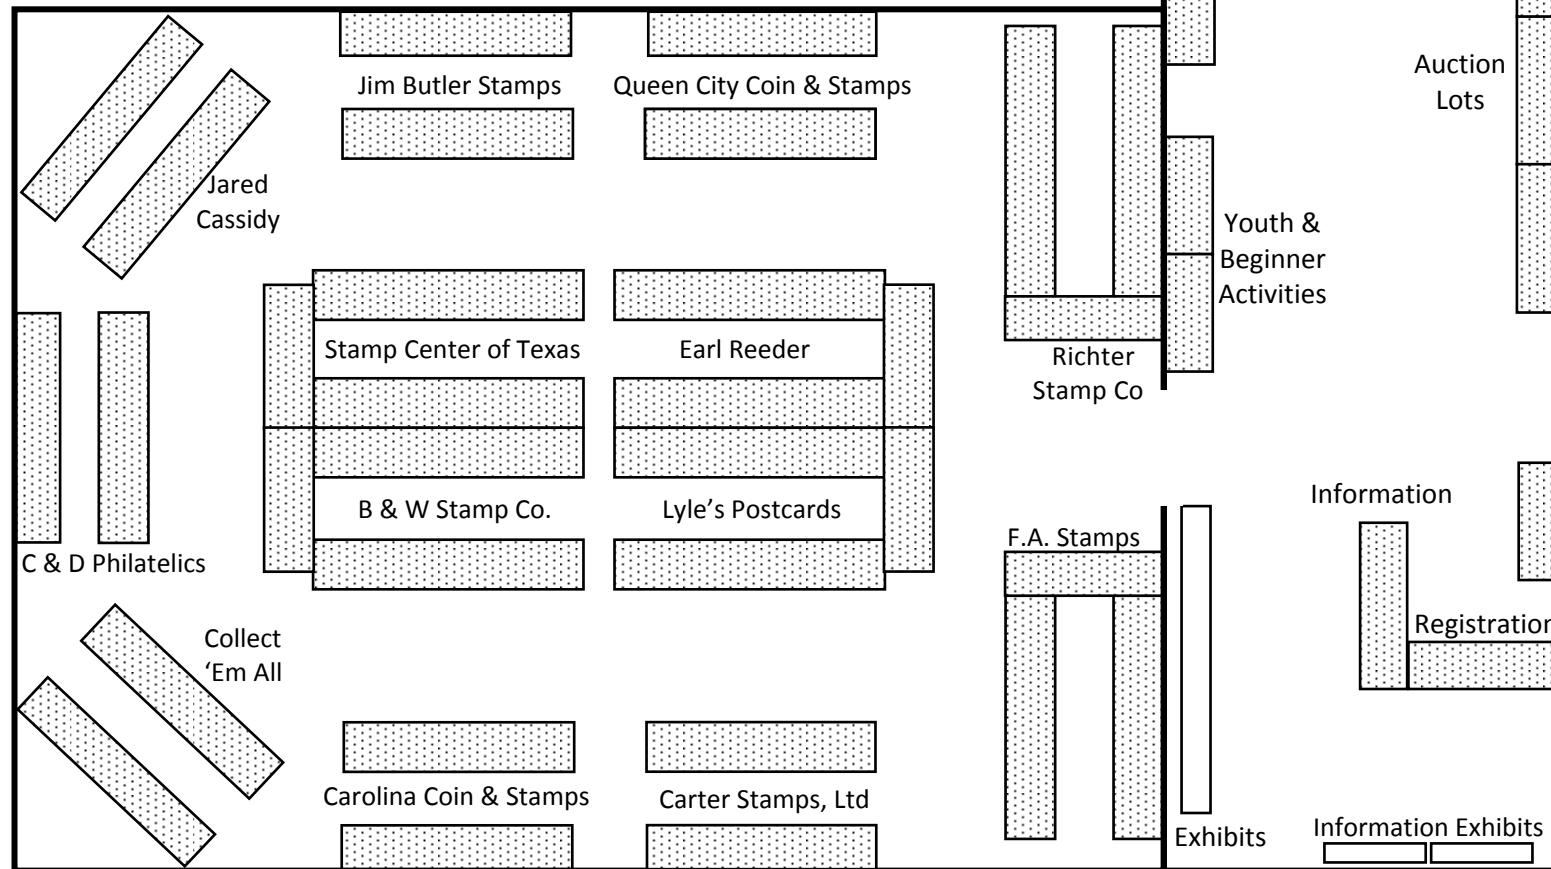 Jim Butler Stamps
Queen City Coin & Stamps
Auction
Lots
Jared
Cassidy
Youth &
Beginner
Activities
Stamp Center of Texas
Earl Reeder
Richter
Stamp Co
B & W Stamp Co.
Lyle’s Postcards
Information
F.A. Stamps
C & D Philatelics
Collect
‘Em All
Registration
Carolina Coin & Stamps
Carter Stamps, Ltd
Exhibits
Information Exhibits